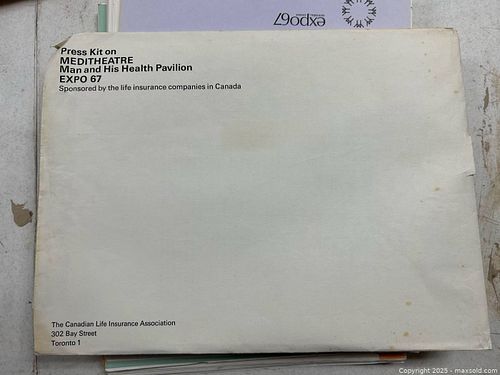 expo67
Press Kit on
MEDITHEATRE
Man and His Health Pavilion
EXPO 67
Sponsored by the life insurance companies in Canada
The Canadian Life Insurance Association
302 Bay Street
Toronto 1
Copyright 2025 - maxsold.com